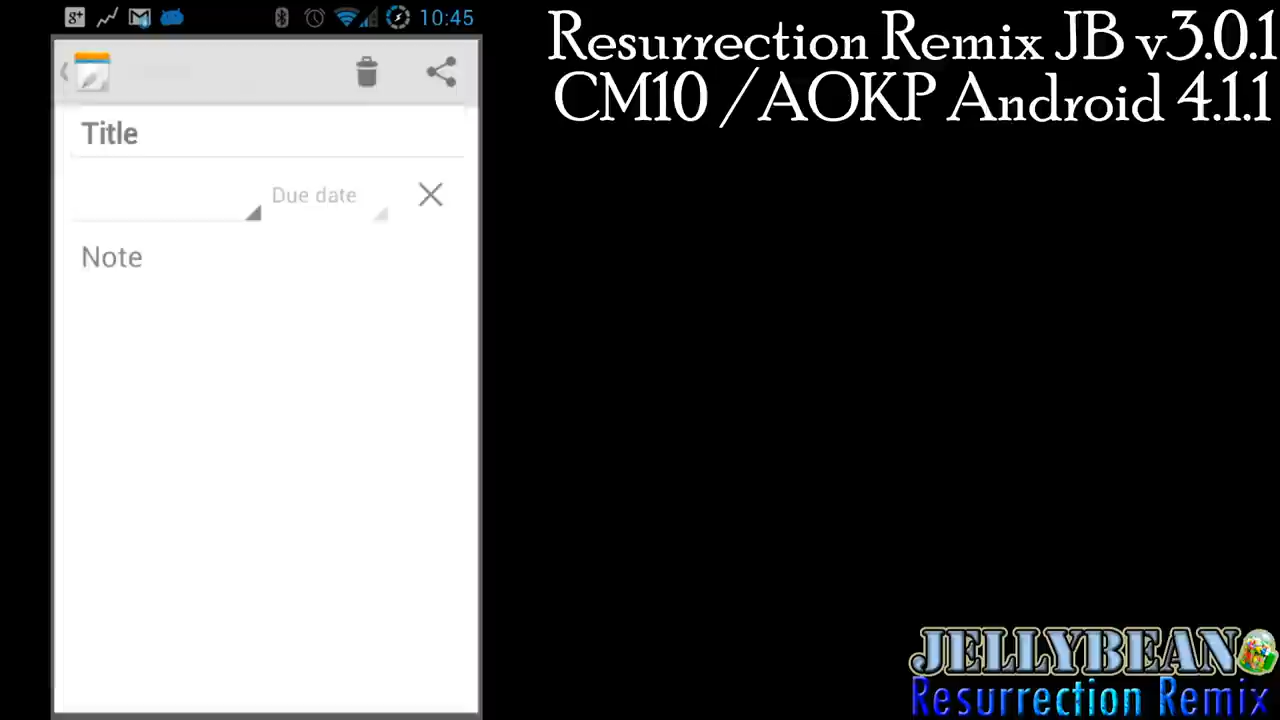 10:45
Resurrection Remix JB v3.0.1
CM10 /AOKP Android 4.1.1
Title
Due date
Note
JELLYBEAN
Resurrection Remix